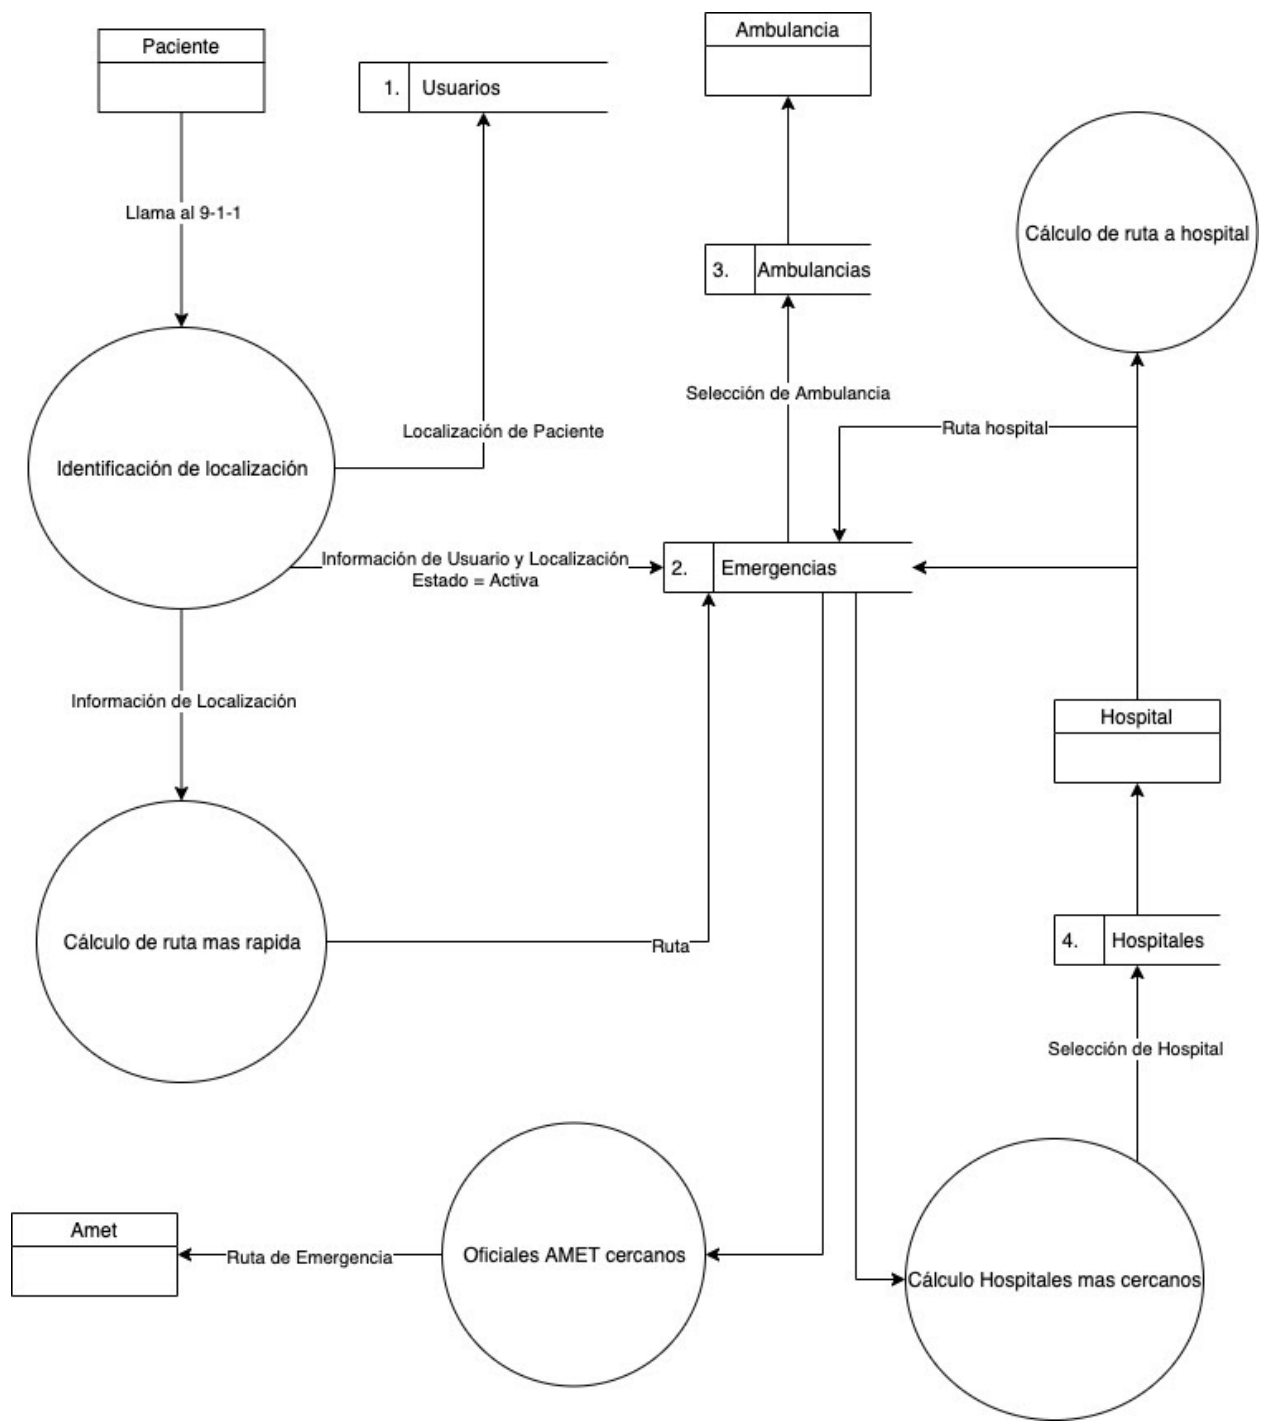 Paciente
Ambulancia
1. Usuarios
Llama al 9-1-1
Cálculo de ruta a hospital
3. Ambulancias
Selección de Ambulancia
Localización de Paciente
Ruta hospital
Identificación de localización
Información de Usuario y Localización
Estado = Activa
2. Emergencias
Información de Localización
Hospital
Cálculo de ruta mas rapida
Ruta
4. Hospitales
Selección de Hospital
Amet
Ruta de Emergencia
Oficiales AMET cercanos
Cálculo Hospitales mas cercanos